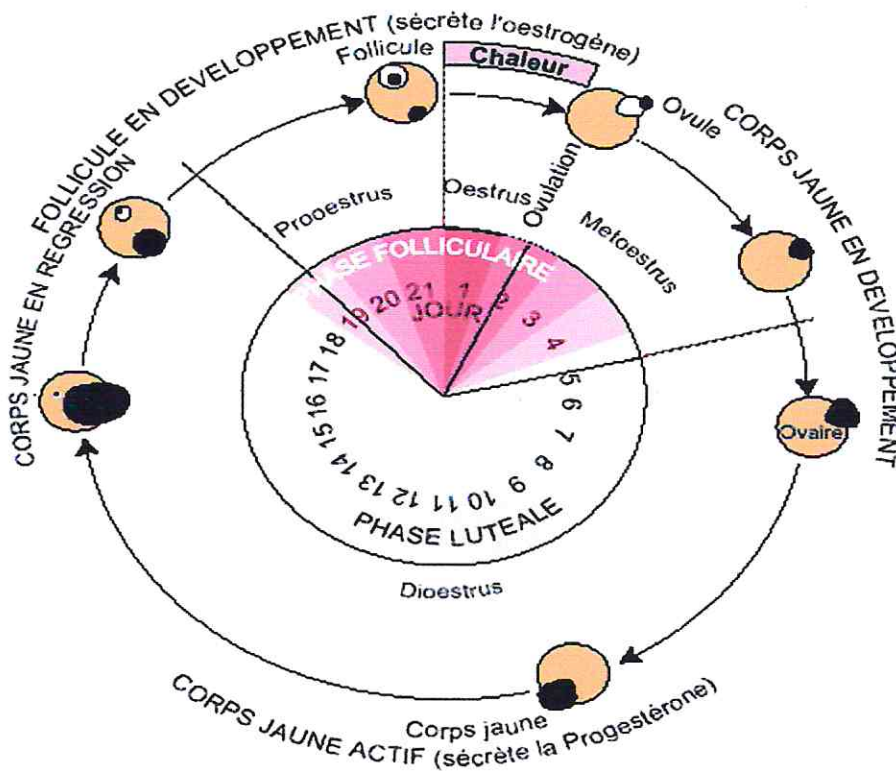 FOLLICULE EN DEVELOPPEMENT (sécrète l'oestrogène)
Follicule
Chaleur
Ovule
CORPS JAUNE EN DEVELOPPEMENT
CORPS JAUNE EN REGRESSION
Prooestrus
Oestrus
Ovulation
Metoestrus
PHASE FOLLICULAIRE
JOUR
1
2
3
4
5
6
7
8
9
10
11
12
13
14
15
16
17
18
19
20
21
Ovaire
PHASE LUTEALE
Dioestrus
Corps jaune
CORPS JAUNE ACTIF (sécrète la Progestérone)